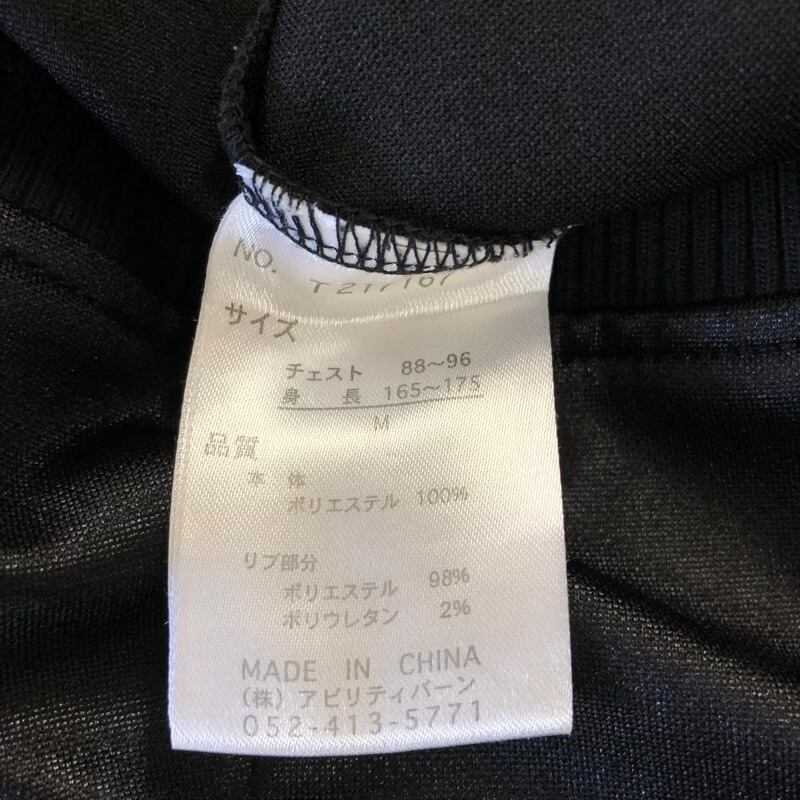 NO.
T217167
サイズ
チェスト 88～96
身 長 165～175
M
品質
本 体
ポリエステル 100%
リブ部分
ポリエステル 98%
ポリウレタン 2%
MADE IN CHINA
(株) アビリティバーン
052-413-5771